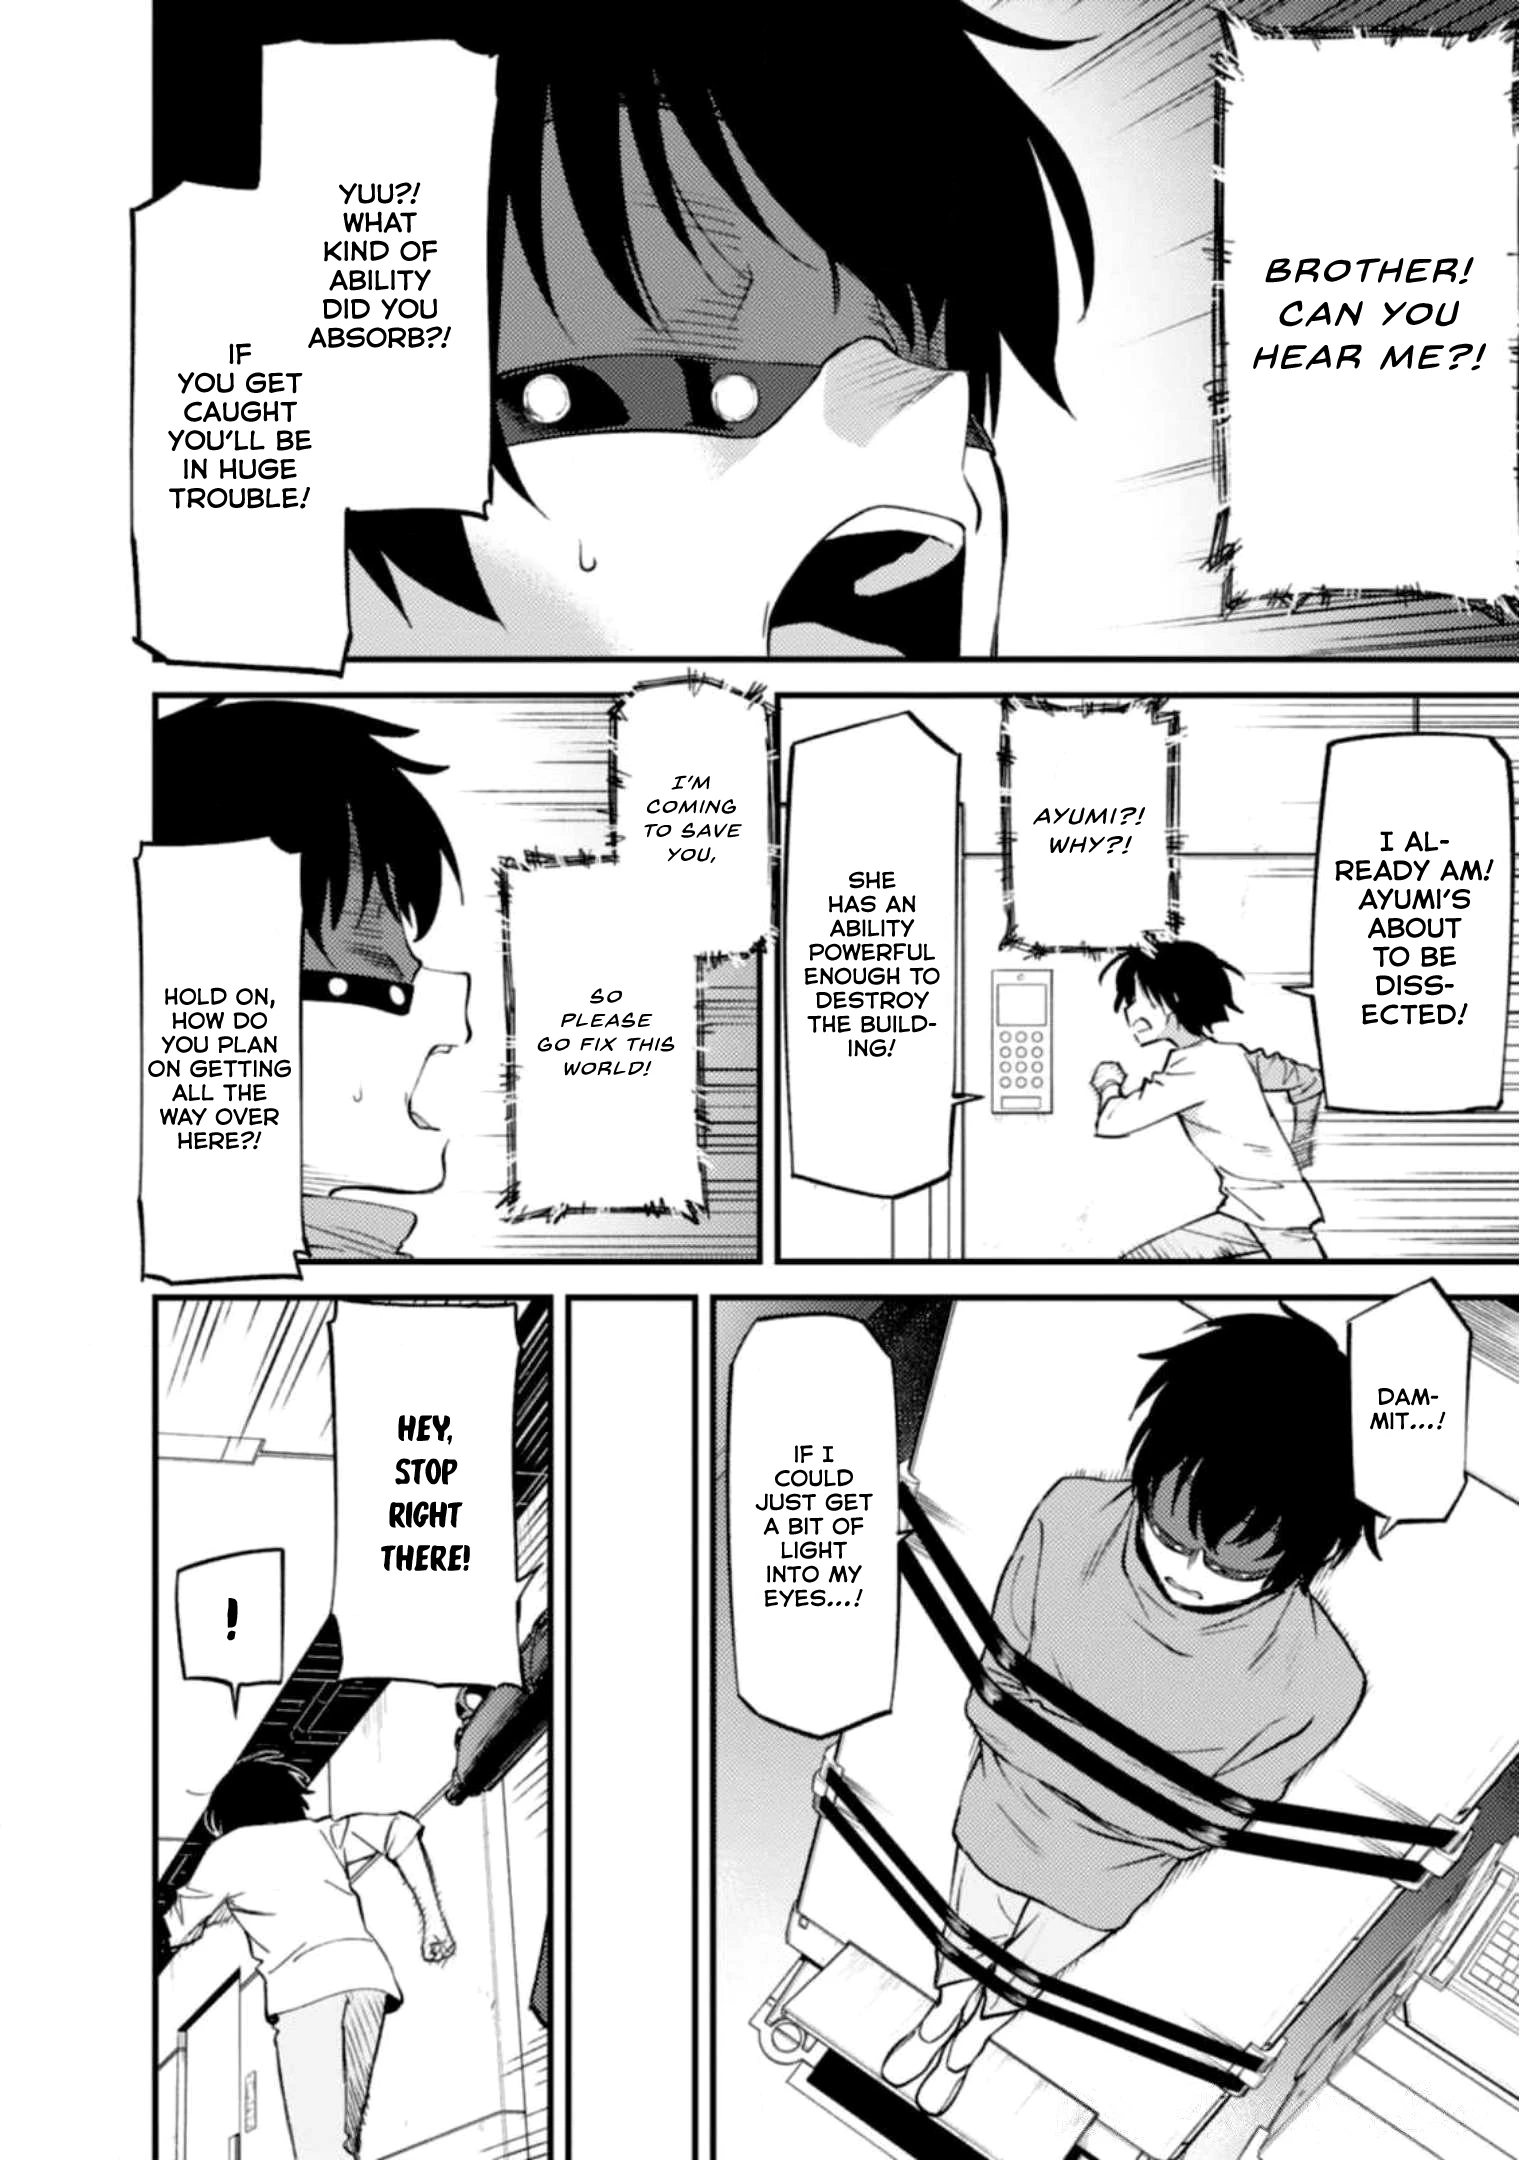 BROTHER!
CAN YOU
HEAR ME?!
YUU?!
WHAT
KIND OF
ABILITY
DID YOU
ABSORB?!
IF
YOU GET
CAUGHT
YOU'LL BE
IN HUGE
TROUBLE!
I AL-
READY AM!
AYUMI'S
ABOUT
TO BE
DISS-
ECTED!
AYUMI?!
WHY?!
SHE
HAS AN
ABILITY
POWERFUL
ENOUGH TO
DESTROY
THE BUILD-
ING!
I'M
COMING
TO SAVE
YOU,
SO
PLEASE
GO FIX THIS
WORLD!
HOLD ON,
HOW DO
YOU PLAN
ON GETTING
ALL THE
WAY OVER
HERE?!
DAM-
MIT...!
IF I
COULD
JUST GET
A BIT OF
LIGHT
INTO MY
EYES...!
HEY,
STOP
RIGHT
THERE!
!